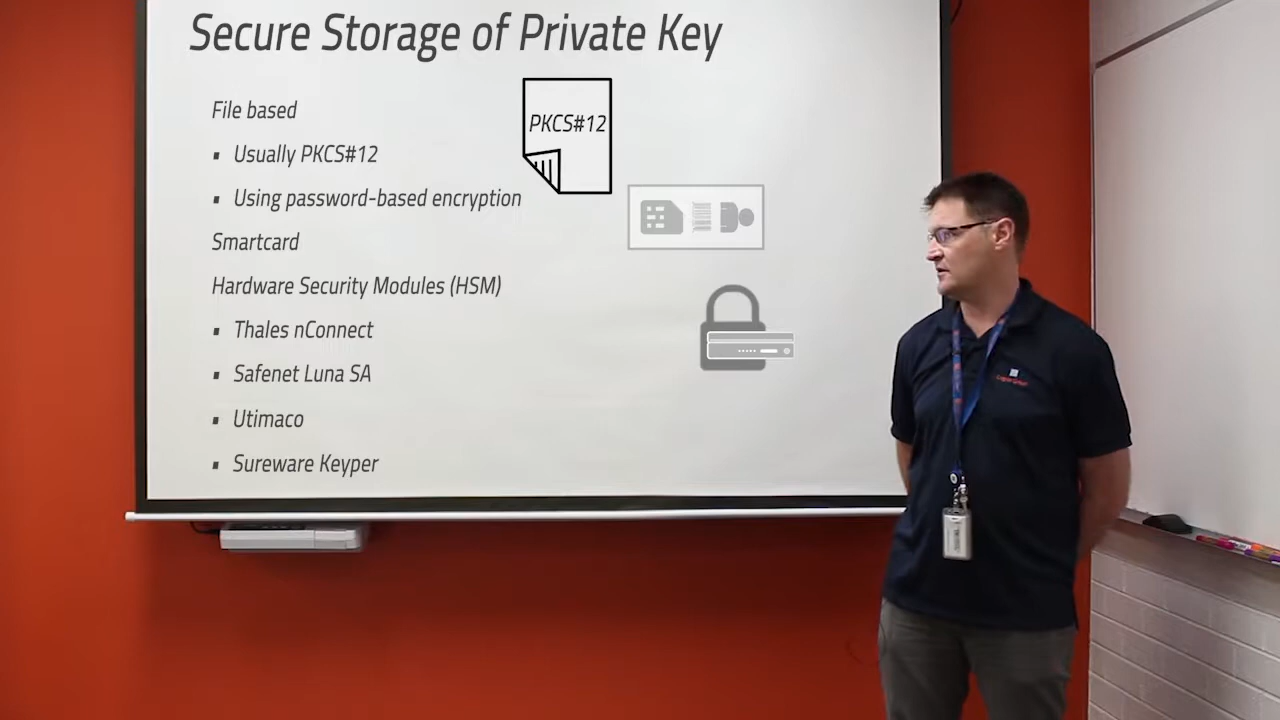 Secure Storage of Private Key
File based
▪ Usually PKCS#12
▪ Using password-based encryption
Smartcard
Hardware Security Modules (HSM)
▪ Thales nConnect
▪ Safenet Luna SA
▪ Utimaco
▪ Sureware Keyper
PKCS#12